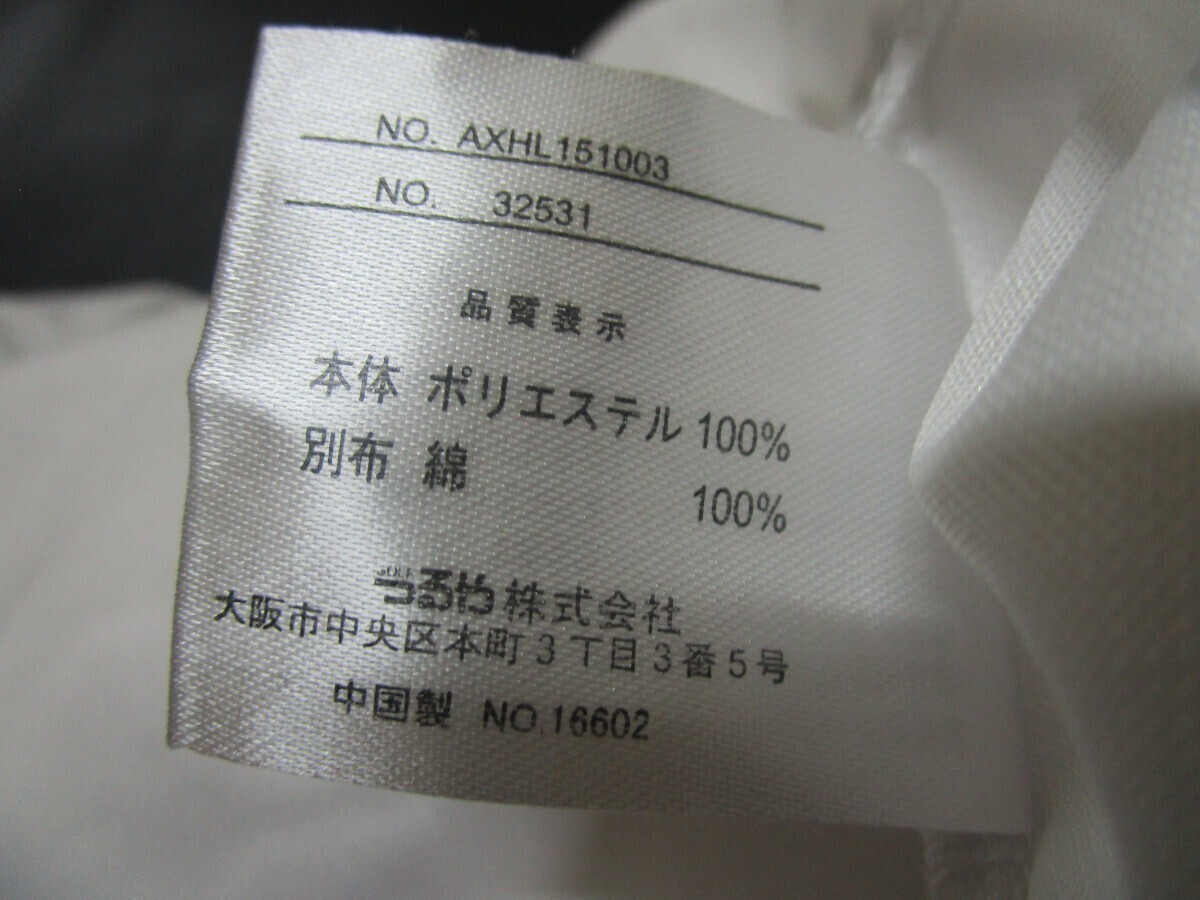 NO. AXHL151003
NO. 32531
品質表示
本体 ポリエステル 100%
別布 綿 100%
GOLF
つるや株式会社
大阪市中央区本町3丁目3番5号
中国製 NO.16602